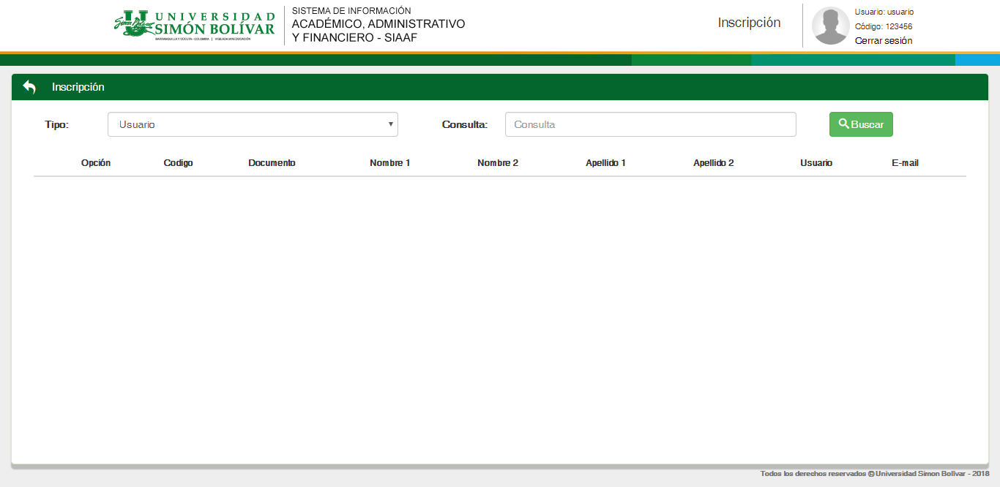 UNIVERSIDAD
SIMÓN BOLÍVAR
BARRANQUILLA Y CÚCUTA - COLOMBIA | VIGILADA MINEDUCACIÓN
SISTEMA DE INFORMACIÓN
ACADÉMICO, ADMINISTRATIVO
Y FINANCIERO - SIAAF
Inscripción
Usuario: usuario
Código: 123456
Cerrar sesión
Inscripción
Tipo: Usuario Consulta: Consulta Buscar
Opción Codigo Documento Nombre 1 Nombre 2 Apellido 1 Apellido 2 Usuario E-mail
Todos los derechos reservados © Universidad Simon Bolívar - 2018